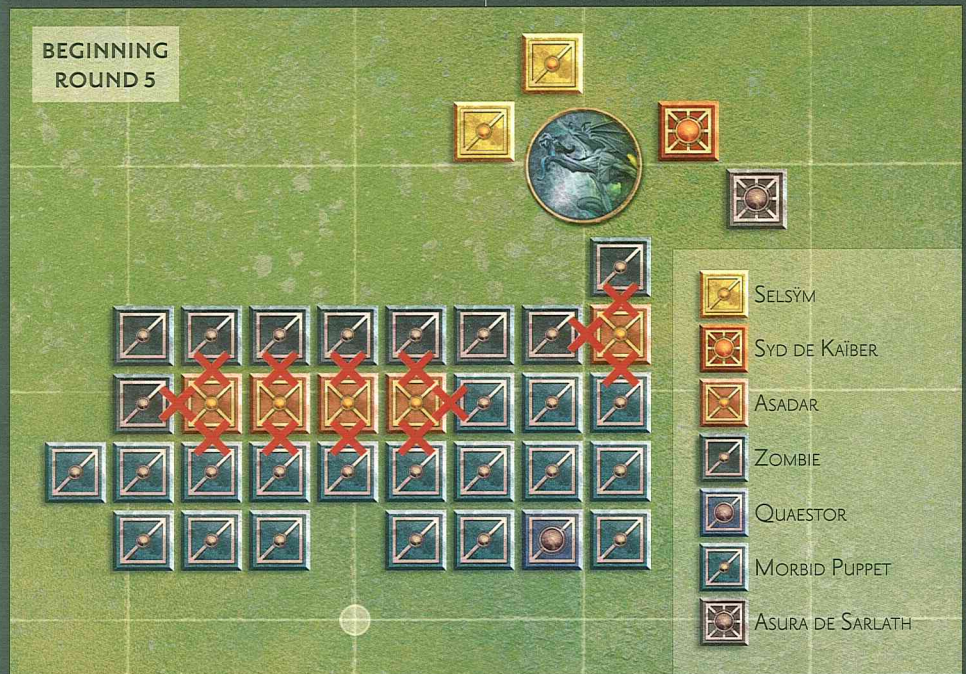 BEGINNING
ROUND 5
SELSŸM
SYD DE KAÏBER
ASADAR
ZOMBIE
QUAESTOR
MORBID PUPPET
ASURA DE SARLATH